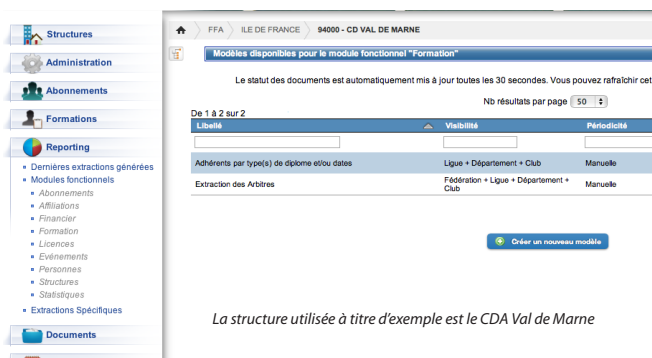 Structures
Administration
Abonnements
Formations
Reporting
Dernières extractions générées
Modules fonctionnels
Abonnements
Affiliations
Financier
Formation
Licences
Evénements
Personnes
Structures
Statistiques
Extractions Spécifiques
Documents
FFA ILE DE FRANCE 94000 - CD VAL DE MARNE
Modèles disponibles pour le module fonctionnel "Formation"
Le statut des documents est automatiquement mis à jour toutes les 30 secondes. Vous pouvez rafraîchir cet
Nb résultats par page 50
De 1 à 2 sur 2
Libellé Visibilité Périodicité
Adhérents par type(s) de diplome et/ou dates Ligue + Département + Club Manuelle
Extraction des Arbitres Fédération + Ligue + Département + Club Manuelle
Créer un nouveau modèle
La structure utilisée à titre d'exemple est le CDA Val de Marne